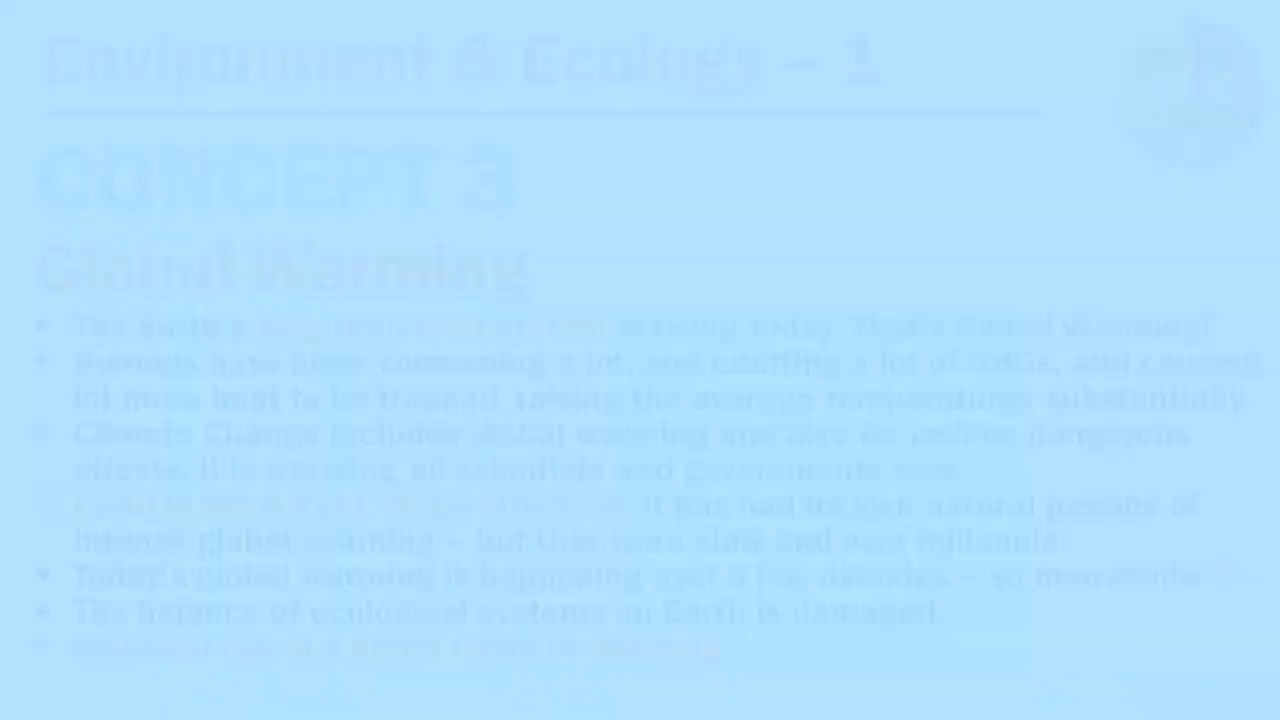 Environment & Ecology – 1
CONCEPT 3
Global Warming
• The Earth's is rising today. That's Global Warming!
• Humans have been consuming a lot, and emitting a lot of GHGs, and causing
lot more heat to be trapped, raising the average temperatures substantially
• Climate Change includes global warming and also its various dangerous
effects. It is worrying all scientists and governments now.
• It has had its own natural periods of
intense global warming – but they were slow and over millennia.
• Today's global warming is happening over a few decades – so man-made
• The balance of ecological systems on Earth is damaged.